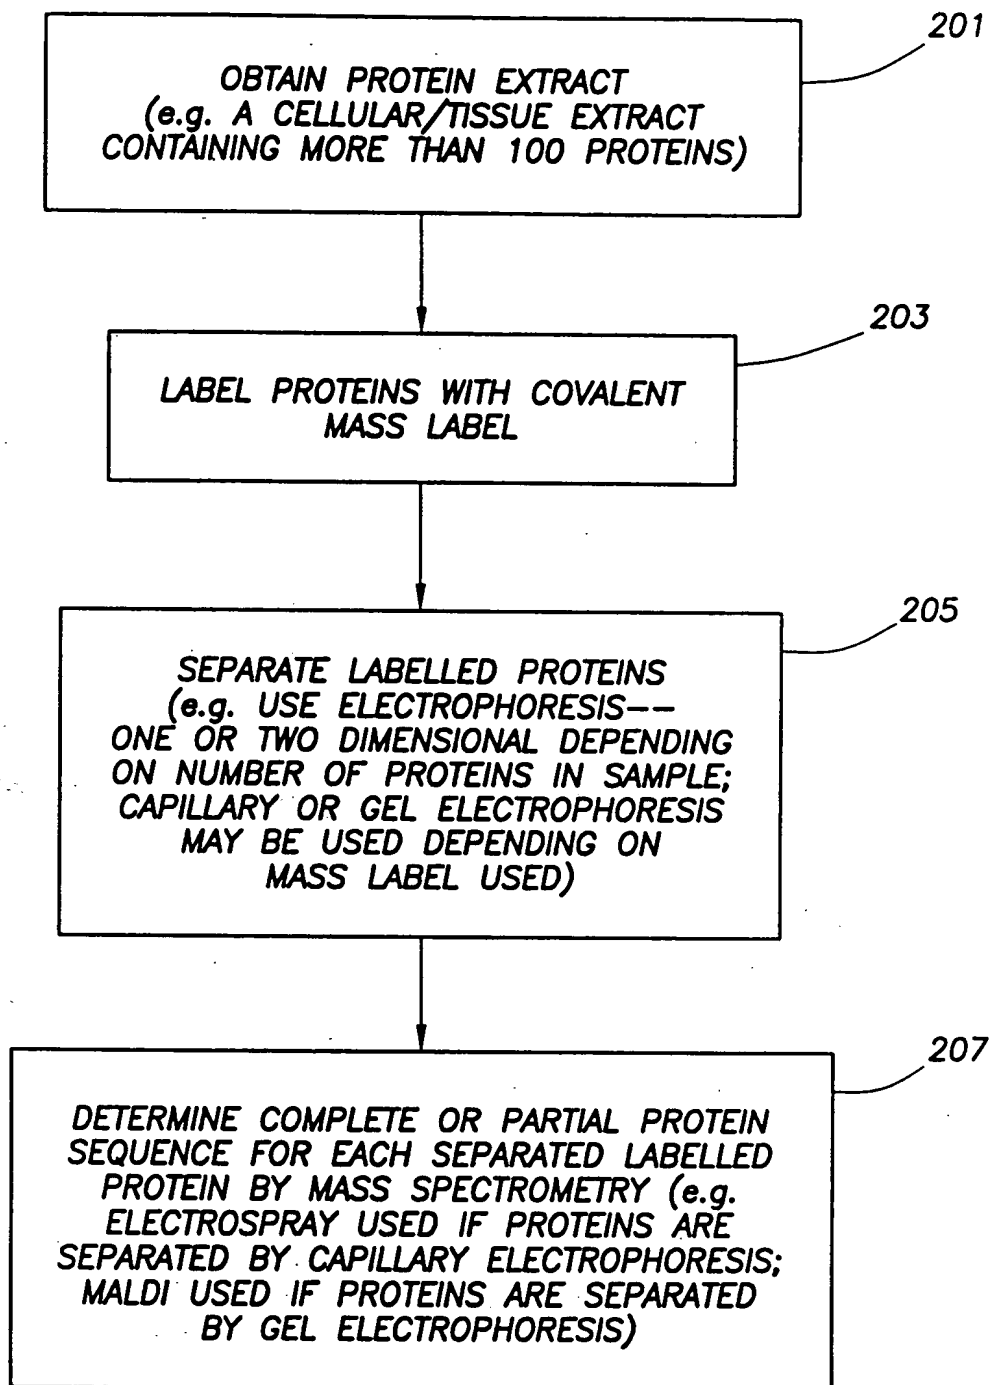 201
OBTAIN PROTEIN EXTRACT
(e.g. A CELLULAR/TISSUE EXTRACT
CONTAINING MORE THAN 100 PROTEINS)
203
LABEL PROTEINS WITH COVALENT
MASS LABEL
205
SEPARATE LABELLED PROTEINS
(e.g. USE ELECTROPHORESIS--
ONE OR TWO DIMENSIONAL DEPENDING
ON NUMBER OF PROTEINS IN SAMPLE;
CAPILLARY OR GEL ELECTROPHORESIS
MAY BE USED DEPENDING ON
MASS LABEL USED)
207
DETERMINE COMPLETE OR PARTIAL PROTEIN
SEQUENCE FOR EACH SEPARATED LABELLED
PROTEIN BY MASS SPECTROMETRY (e.g.
ELECTROSPRAY USED IF PROTEINS ARE
SEPARATED BY CAPILLARY ELECTROPHORESIS;
MALDI USED IF PROTEINS ARE SEPARATED
BY GEL ELECTROPHORESIS)